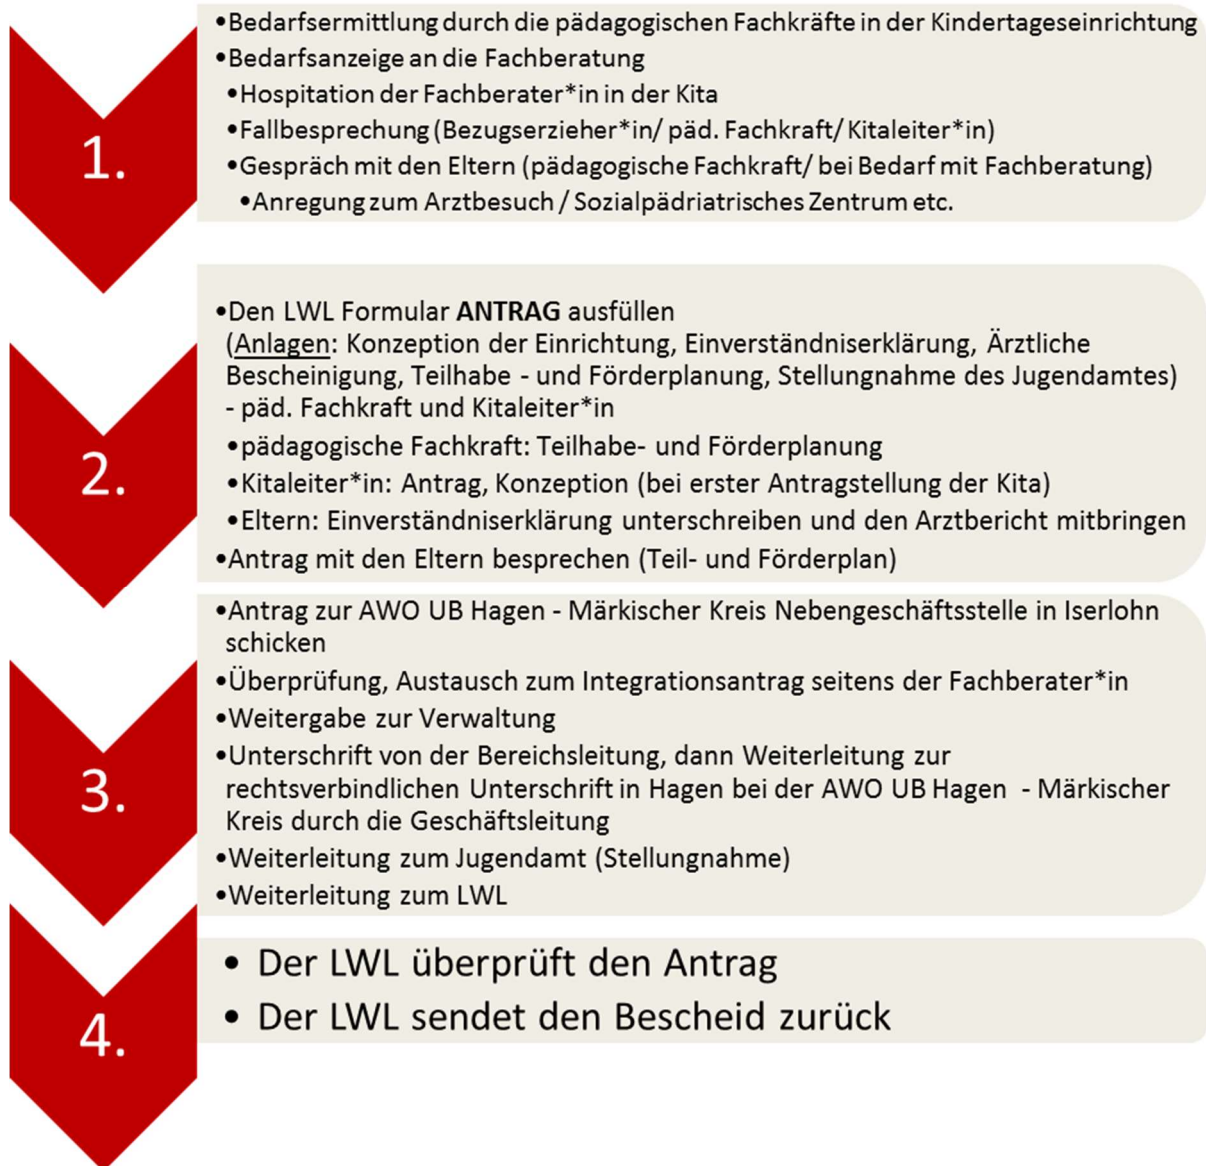 1.
•Bedarfsermittlung durch die pädagogischen Fachkräfte in der Kindertageseinrichtung
•Bedarfsanzeige an die Fachberatung
•Hospitation der Fachberater*in in der Kita
•Fallbesprechung (Bezugserzieher*in/ päd. Fachkraft/ Kitaleiter*in)
•Gespräch mit den Eltern (pädagogische Fachkraft/ bei Bedarf mit Fachberatung)
•Anregung zum Arztbesuch / Sozialpädriatrisches Zentrum etc.
2.
•Den LWL Formular ANTRAG ausfüllen
(Anlagen: Konzeption der Einrichtung, Einverständniserklärung, Ärztliche
Bescheinigung, Teilhabe - und Förderplanung, Stellungnahme des Jugendamtes)
- päd. Fachkraft und Kitaleiter*in
•pädagogische Fachkraft: Teilhabe- und Förderplanung
•Kitaleiter*in: Antrag, Konzeption (bei erster Antragstellung der Kita)
•Eltern: Einverständniserklärung unterschreiben und den Arztbericht mitbringen
•Antrag mit den Eltern besprechen (Teil- und Förderplan)
3.
•Antrag zur AWO UB Hagen - Märkischer Kreis Nebengeschäftsstelle in Iserlohn
schicken
•Überprüfung, Austausch zum Integrationsantrag seitens der Fachberater*in
•Weitergabe zur Verwaltung
•Unterschrift von der Bereichsleitung, dann Weiterleitung zur
rechtsverbindlichen Unterschrift in Hagen bei der AWO UB Hagen - Märkischer
Kreis durch die Geschäftsleitung
•Weiterleitung zum Jugendamt (Stellungnahme)
•Weiterleitung zum LWL
4.
• Der LWL überprüft den Antrag
• Der LWL sendet den Bescheid zurück